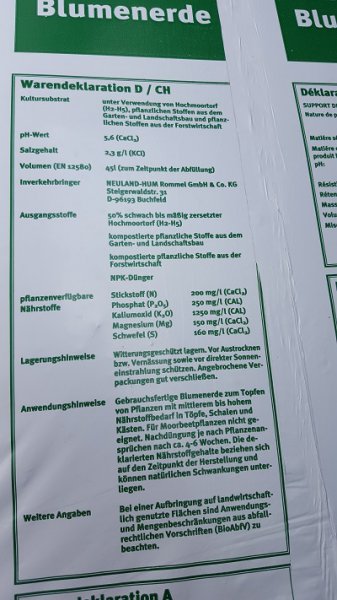 Blumenerde
Blum
Warendeklaration D / CH
Kultursubstrat unter Verwendung von Hochmoortorf
(H2-H5), pflanzlichen Stoffen aus dem
Garten- und Landschaftsbau und pflanz-
lichen Stoffen der Forstwirtschaft
pH-Wert 5,6 (CaCl₂)
Salzgehalt 2,3 g/l (KCl)
Volumen (EN 12580) 45l (zum Zeitpunkt der Abfüllung)
Inverkehrbringer NEULAND-HUM Rommel GmbH & Co. KG
Steigerwaldstr. 31
D-96193 Buchfeld
Ausgangsstoffe 50% schwach bis mäßig zersetzter
Hochmoortorf (H2-H5)
kompostierte pflanzliche Stoffe aus dem
Garten- und Landschaftsbau
kompostierte pflanzliche Stoffe aus der
Forstwirtschaft
NPK-Dünger
pflanzenverfügbare Nährstoffe
Stickstoff (N) 200 mg/l (CaCl₂)
Phosphat (P₂O₅) 250 mg/l (CAL)
Kaliumoxid (K₂O) 1250 mg/l (CAL)
Magnesium (Mg) 150 mg/l (CaCl₂)
Schwefel (S) 160 mg/l (CaCl₂)
Lagerungshinweise Witterungsgeschützt lagern. Vor Austrocknen
bzw. Vernässung sowie vor direkter Sonnen-
einstrahlung schützen. Angebrochene Ver-
packungen gut verschließen.
Anwendungshinweise Gebrauchsfertige Blumenerde zum Topfen
von Pflanzen mit mittlerem bis hohem
Nährstoffbedarf in Töpfe, Schalen und
Kästen. Für Moorbeetpflanzen nicht ge-
eignet. Nachdüngung je nach Pflanzenan-
sprüchen nach ca. 4-6 Wochen. Die de-
klarierten Nährstoffgehalte beziehen sich
auf den Zeitpunkt der Herstellung und
können natürlichen Schwankungen unter-
liegen.
Weitere Angaben Bei einer Aufbringung auf landwirtschaft-
lich genutzte Flächen sind Anwendungs-
und Mengenbeschränkungen aus abfall-
rechtlichen Vorschriften (BioAbfV) zu
beachten.
deklaration A
Déklara
SUPPORT D
Nature de p
Matière s
Matière
produit
pH:
Résist
Réten
Mass
Volu
Mis